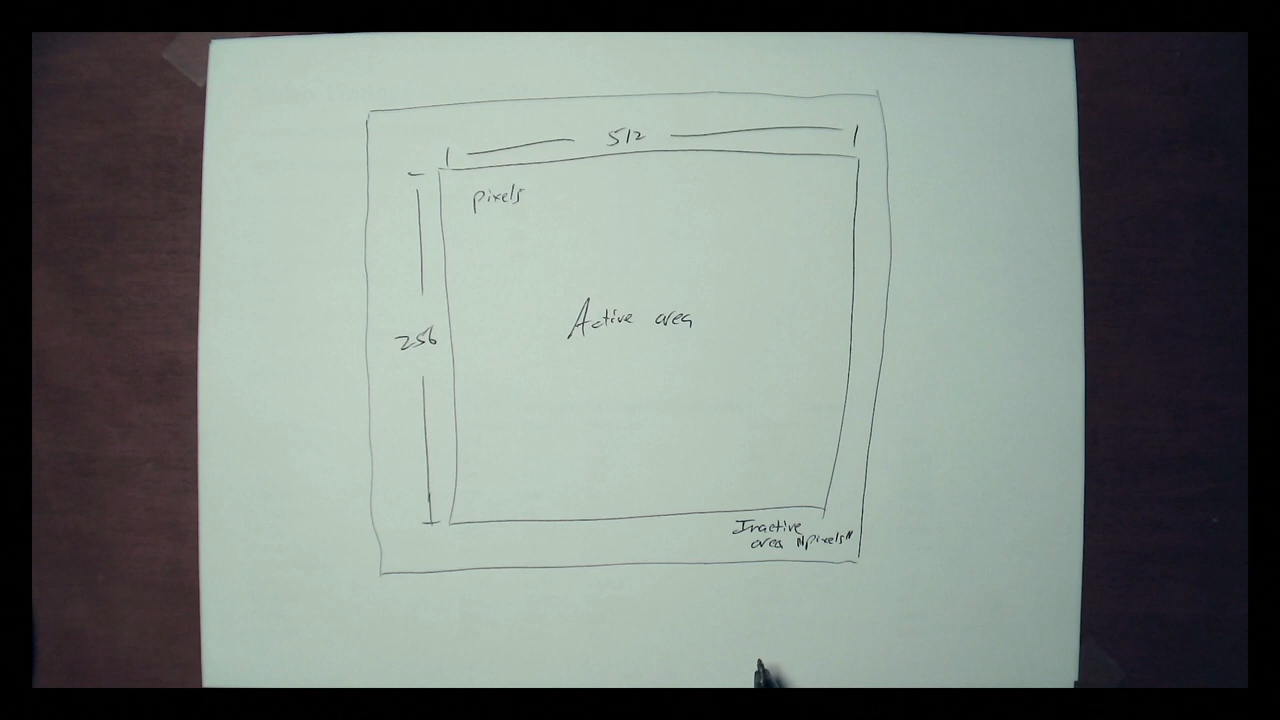 512
pixels
Active area
256
Inactive
area "pixels"